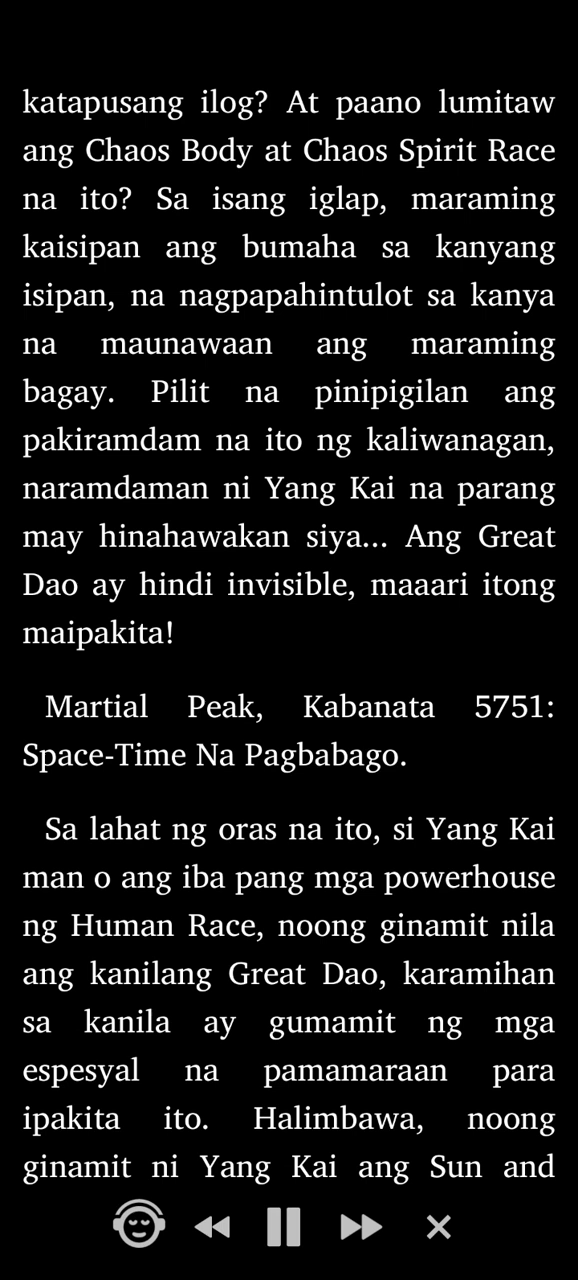 katapusang ilog? At paano lumitaw
ang Chaos Body at Chaos Spirit Race
na ito? Sa isang iglap, maraming
kaisipan ang bumaha sa kanyang
isipan, na nagpapahintulot sa kanya
na maunawaan ang maraming
bagay. Pilit na pinipigilan ang
pakiramdam na ito ng kaliwanagan,
naramdaman ni Yang Kai na parang
may hinahawakan siya... Ang Great
Dao ay hindi invisible, maaari itong
maipakita!
Martial Peak, Kabanata 5751:
Space-Time Na Pagbabago.
Sa lahat ng oras na ito, si Yang Kai
man o ang iba pang mga powerhouse
ng Human Race, noong ginamit nila
ang kanilang Great Dao, karamihan
sa kanila ay gumamit ng mga
espesyal na pamamaraan para
ipakita ito. Halimbawa, noong
ginamit ni Yang Kai ang Sun and